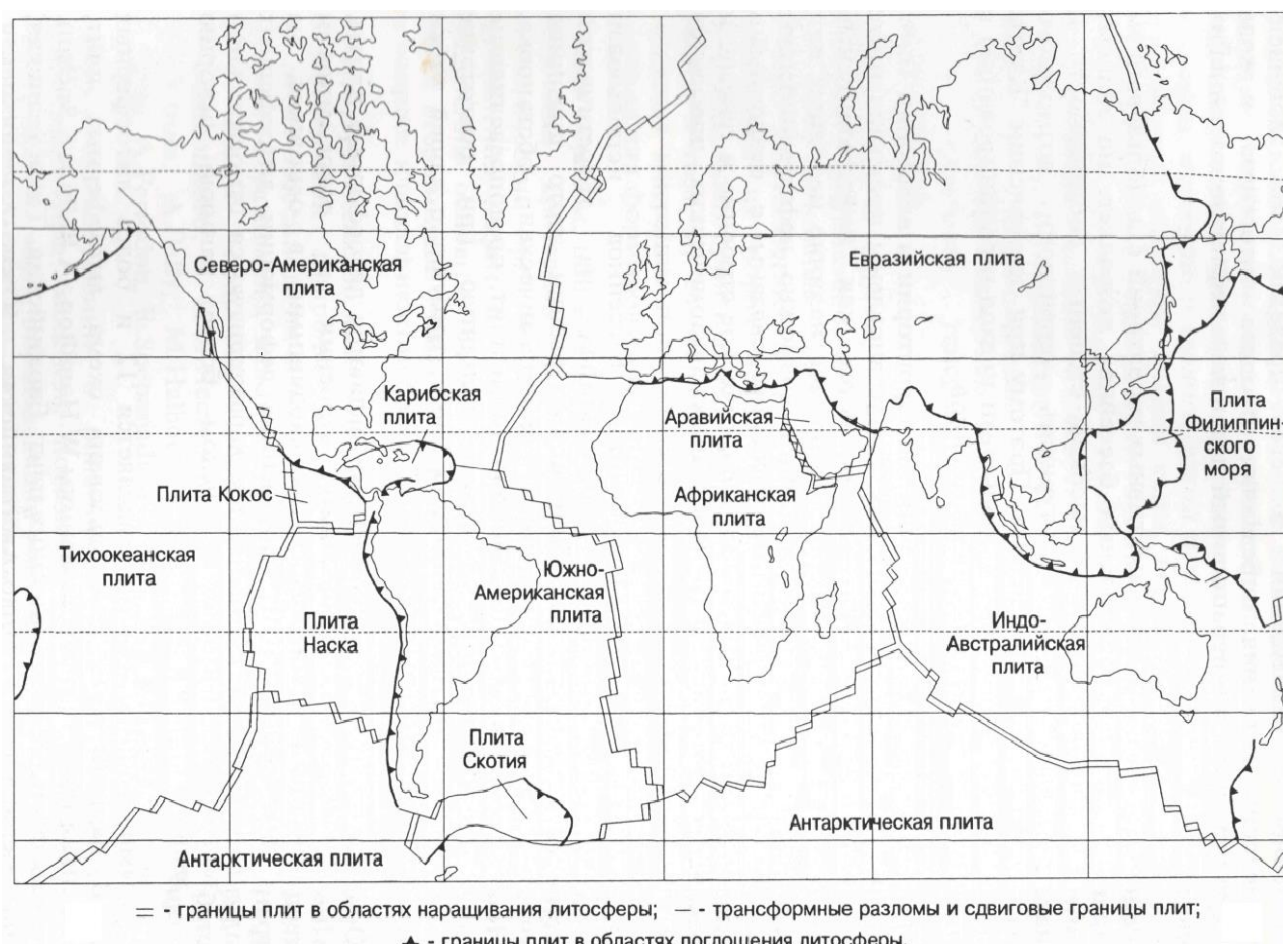 Северо-Американская
плита
Евразийская плита
Карибская
плита
Аравийская
плита
Плита
Филиппин-
ского
моря
Плита Кокос
Африканская
плита
Тихоокеанская
плита
Южно-
Американская
плита
Плита
Наска
Индо-
Австралийская
плита
Плита
Скотия
Антарктическая плита
Антарктическая плита
= - границы плит в областях наращивания литосферы; — - трансформные разломы и сдвиговые границы плит;
▲ - границы плит в областях поглощения литосферы.